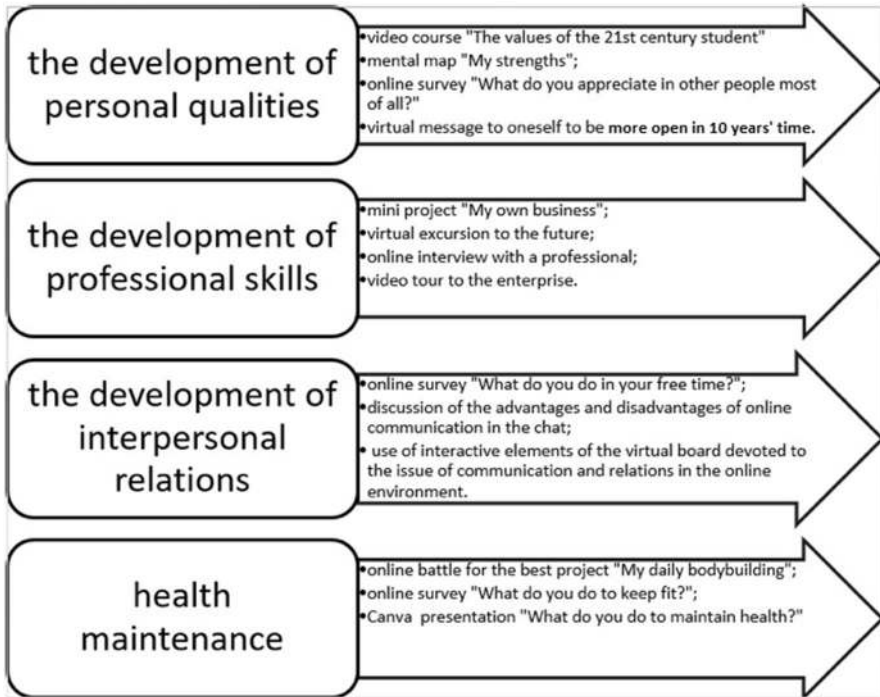 the development of
personal qualities
•video course "The values of the 21st century student"
•mental map "My strengths";
•online survey "What do you appreciate in other people most
of all?"
•virtual message to oneself to be more open in 10 years' time.
the development of
professional skills
•mini project "My own business";
•virtual excursion to the future;
•online interview with a professional;
•video tour to the enterprise.
the development of
interpersonal
relations
•online survey "What do you do in your free time?";
•discussion of the advantages and disadvantages of online
communication in the chat;
• use of interactive elements of the virtual board devoted to
the issue of communication and relations in the online
environment.
health
maintenance
•online battle for the best project "My daily bodybuilding";
•online survey "What do you do to keep fit?";
•Canva presentation "What do you do to maintain health?"